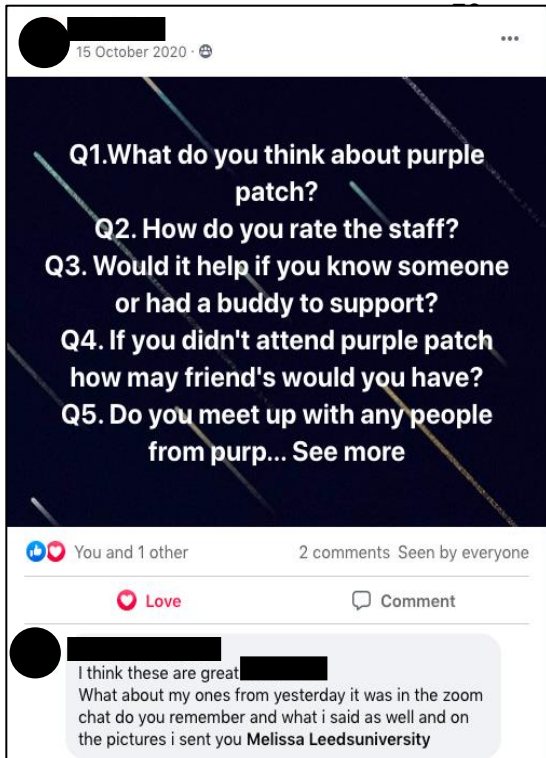 15 October 2020 ·
Q1.What do you think about purple
patch?
Q2. How do you rate the staff?
Q3. Would it help if you know someone
or had a buddy to support?
Q4. If you didn't attend purple patch
how may friend's would you have?
Q5. Do you meet up with any people
from purp... See more
You and 1 other 2 comments Seen by everyone
Love Comment
I think these are great
What about my ones from yesterday it was in the zoom
chat do you remember and what i said as well and on
the pictures i sent you Melissa Leedsuniversity